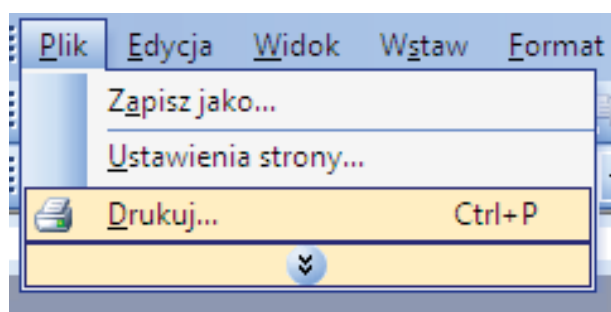 Plik Edycja Widok Wstaw Format
Zapisz jako...
Ustawienia strony...
Drukuj... Ctrl+P